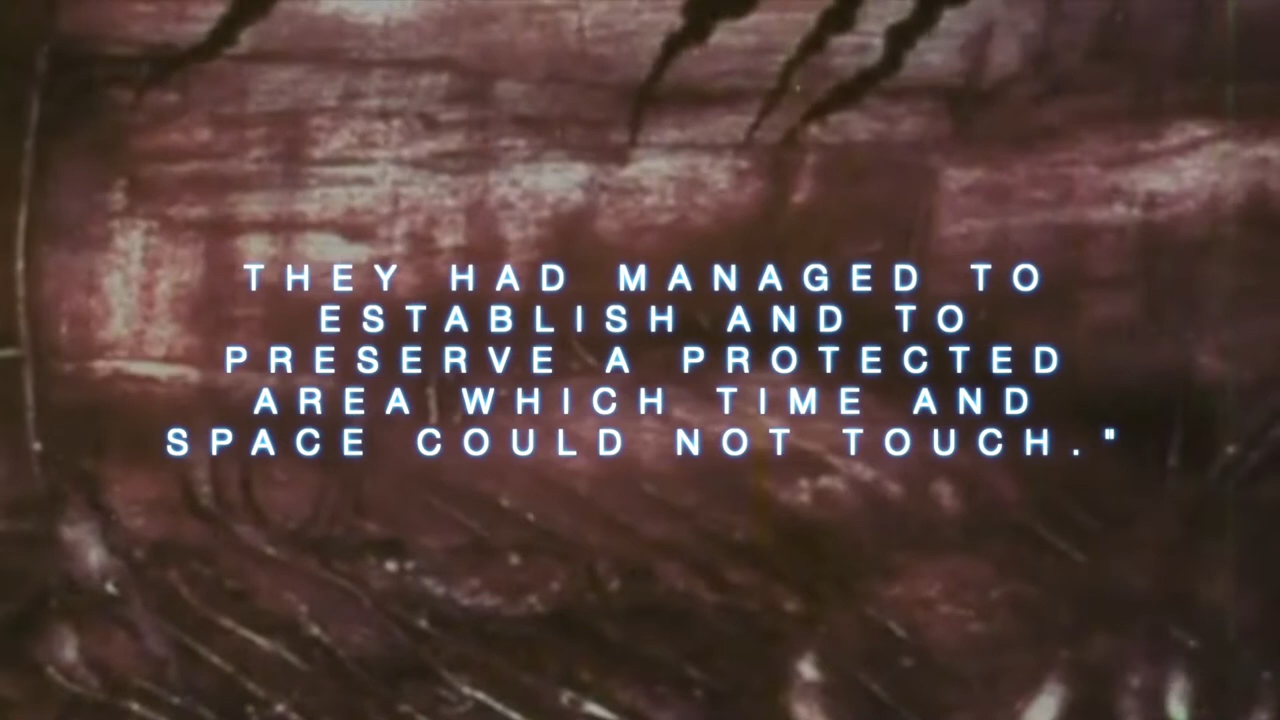 THEY HAD MANAGED TO
ESTABLISH AND TO
PRESERVE A PROTECTED
AREA WHICH TIME AND
SPACE COULD NOT TOUCH."